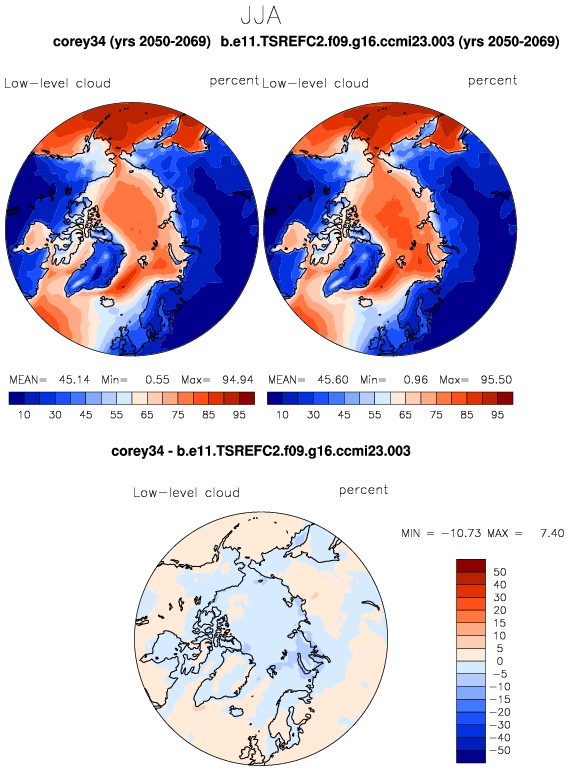 JJA
corey34 (yrs 2050-2069) b.e11.TSREFC2.f09.g16.ccmi23.003 (yrs 2050-2069)
Low-level cloud percent Low-level cloud percent
MEAN= 45.14 Min= 0.55 Max= 94.94 MEAN= 45.60 Min= 0.96 Max= 95.50
10 30 45 55 65 75 85 95 10 30 45 55 65 75 85 95
corey34 - b.e11.TSREFC2.f09.g16.ccmi23.003
Low-level cloud percent
MIN = -10.73 MAX = 7.40
50
40
30
20
15
10
5
0
-5
-10
-15
-20
-30
-40
-50